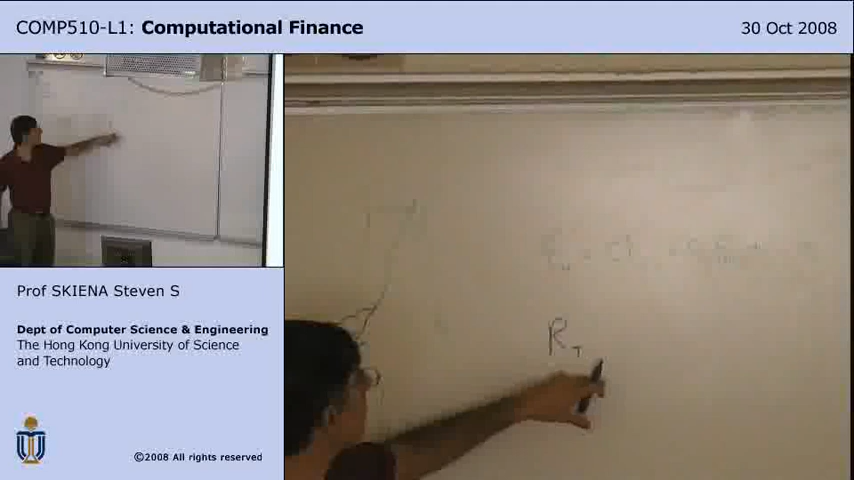 COMP510-L1: Computational Finance
30 Oct 2008
Prof SKIENA Steven S
Dept of Computer Science & Engineering
The Hong Kong University of Science
and Technology
©2008 All rights reserved
R_T